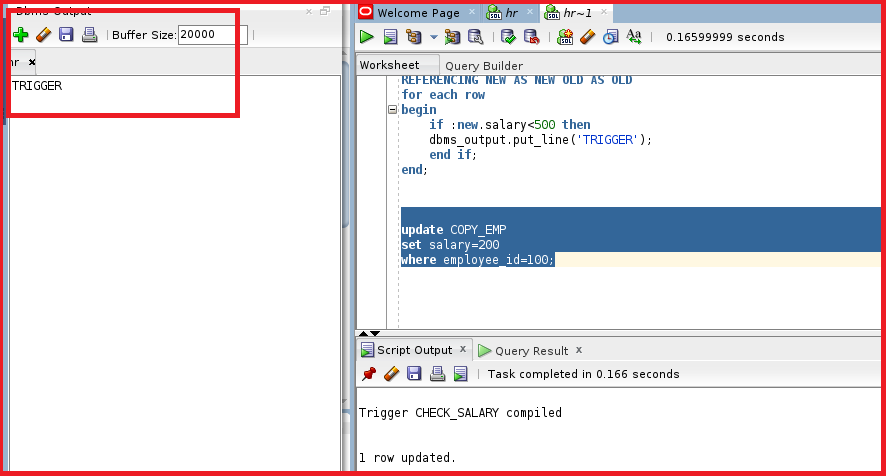 Dbms Output
Buffer Size: 20000
hr
TRIGGER
Welcome Page
hr
hr~1
SQL
0.16599999 seconds
Worksheet
Query Builder
REFERENCING NEW AS NEW OLD AS OLD
for each row
begin
if :new.salary<500 then
dbms_output.put_line('TRIGGER');
end if;
end;
update COPY_EMP
set salary=200
where employee_id=100;
Script Output
Query Result
Task completed in 0.166 seconds
Trigger CHECK_SALARY compiled
1 row updated.